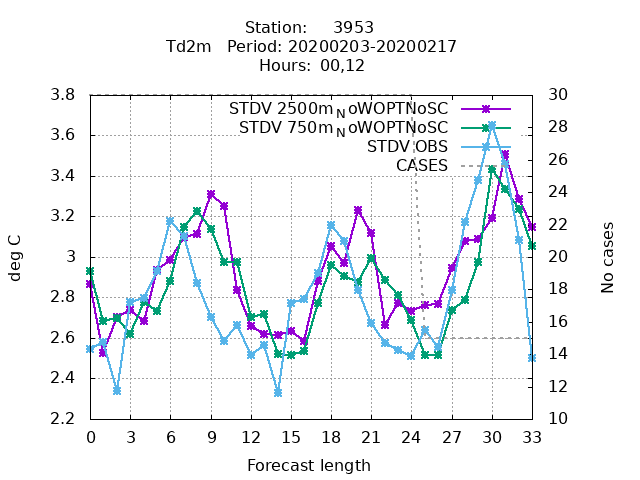 Station: 3953
Td2m Period: 20200203-20200217
Hours: 00,12
3.8
3.6
3.4
3.2
3
2.8
2.6
2.4
2.2
30
28
26
24
22
20
18
16
14
12
10
STDV 2500m_NoWOPTNoSC
STDV 750m_NoWOPTNoSC
STDV OBS
CASES
deg C
No cases
0 3 6 9 12 15 18 21 24 27 30 33
Forecast length